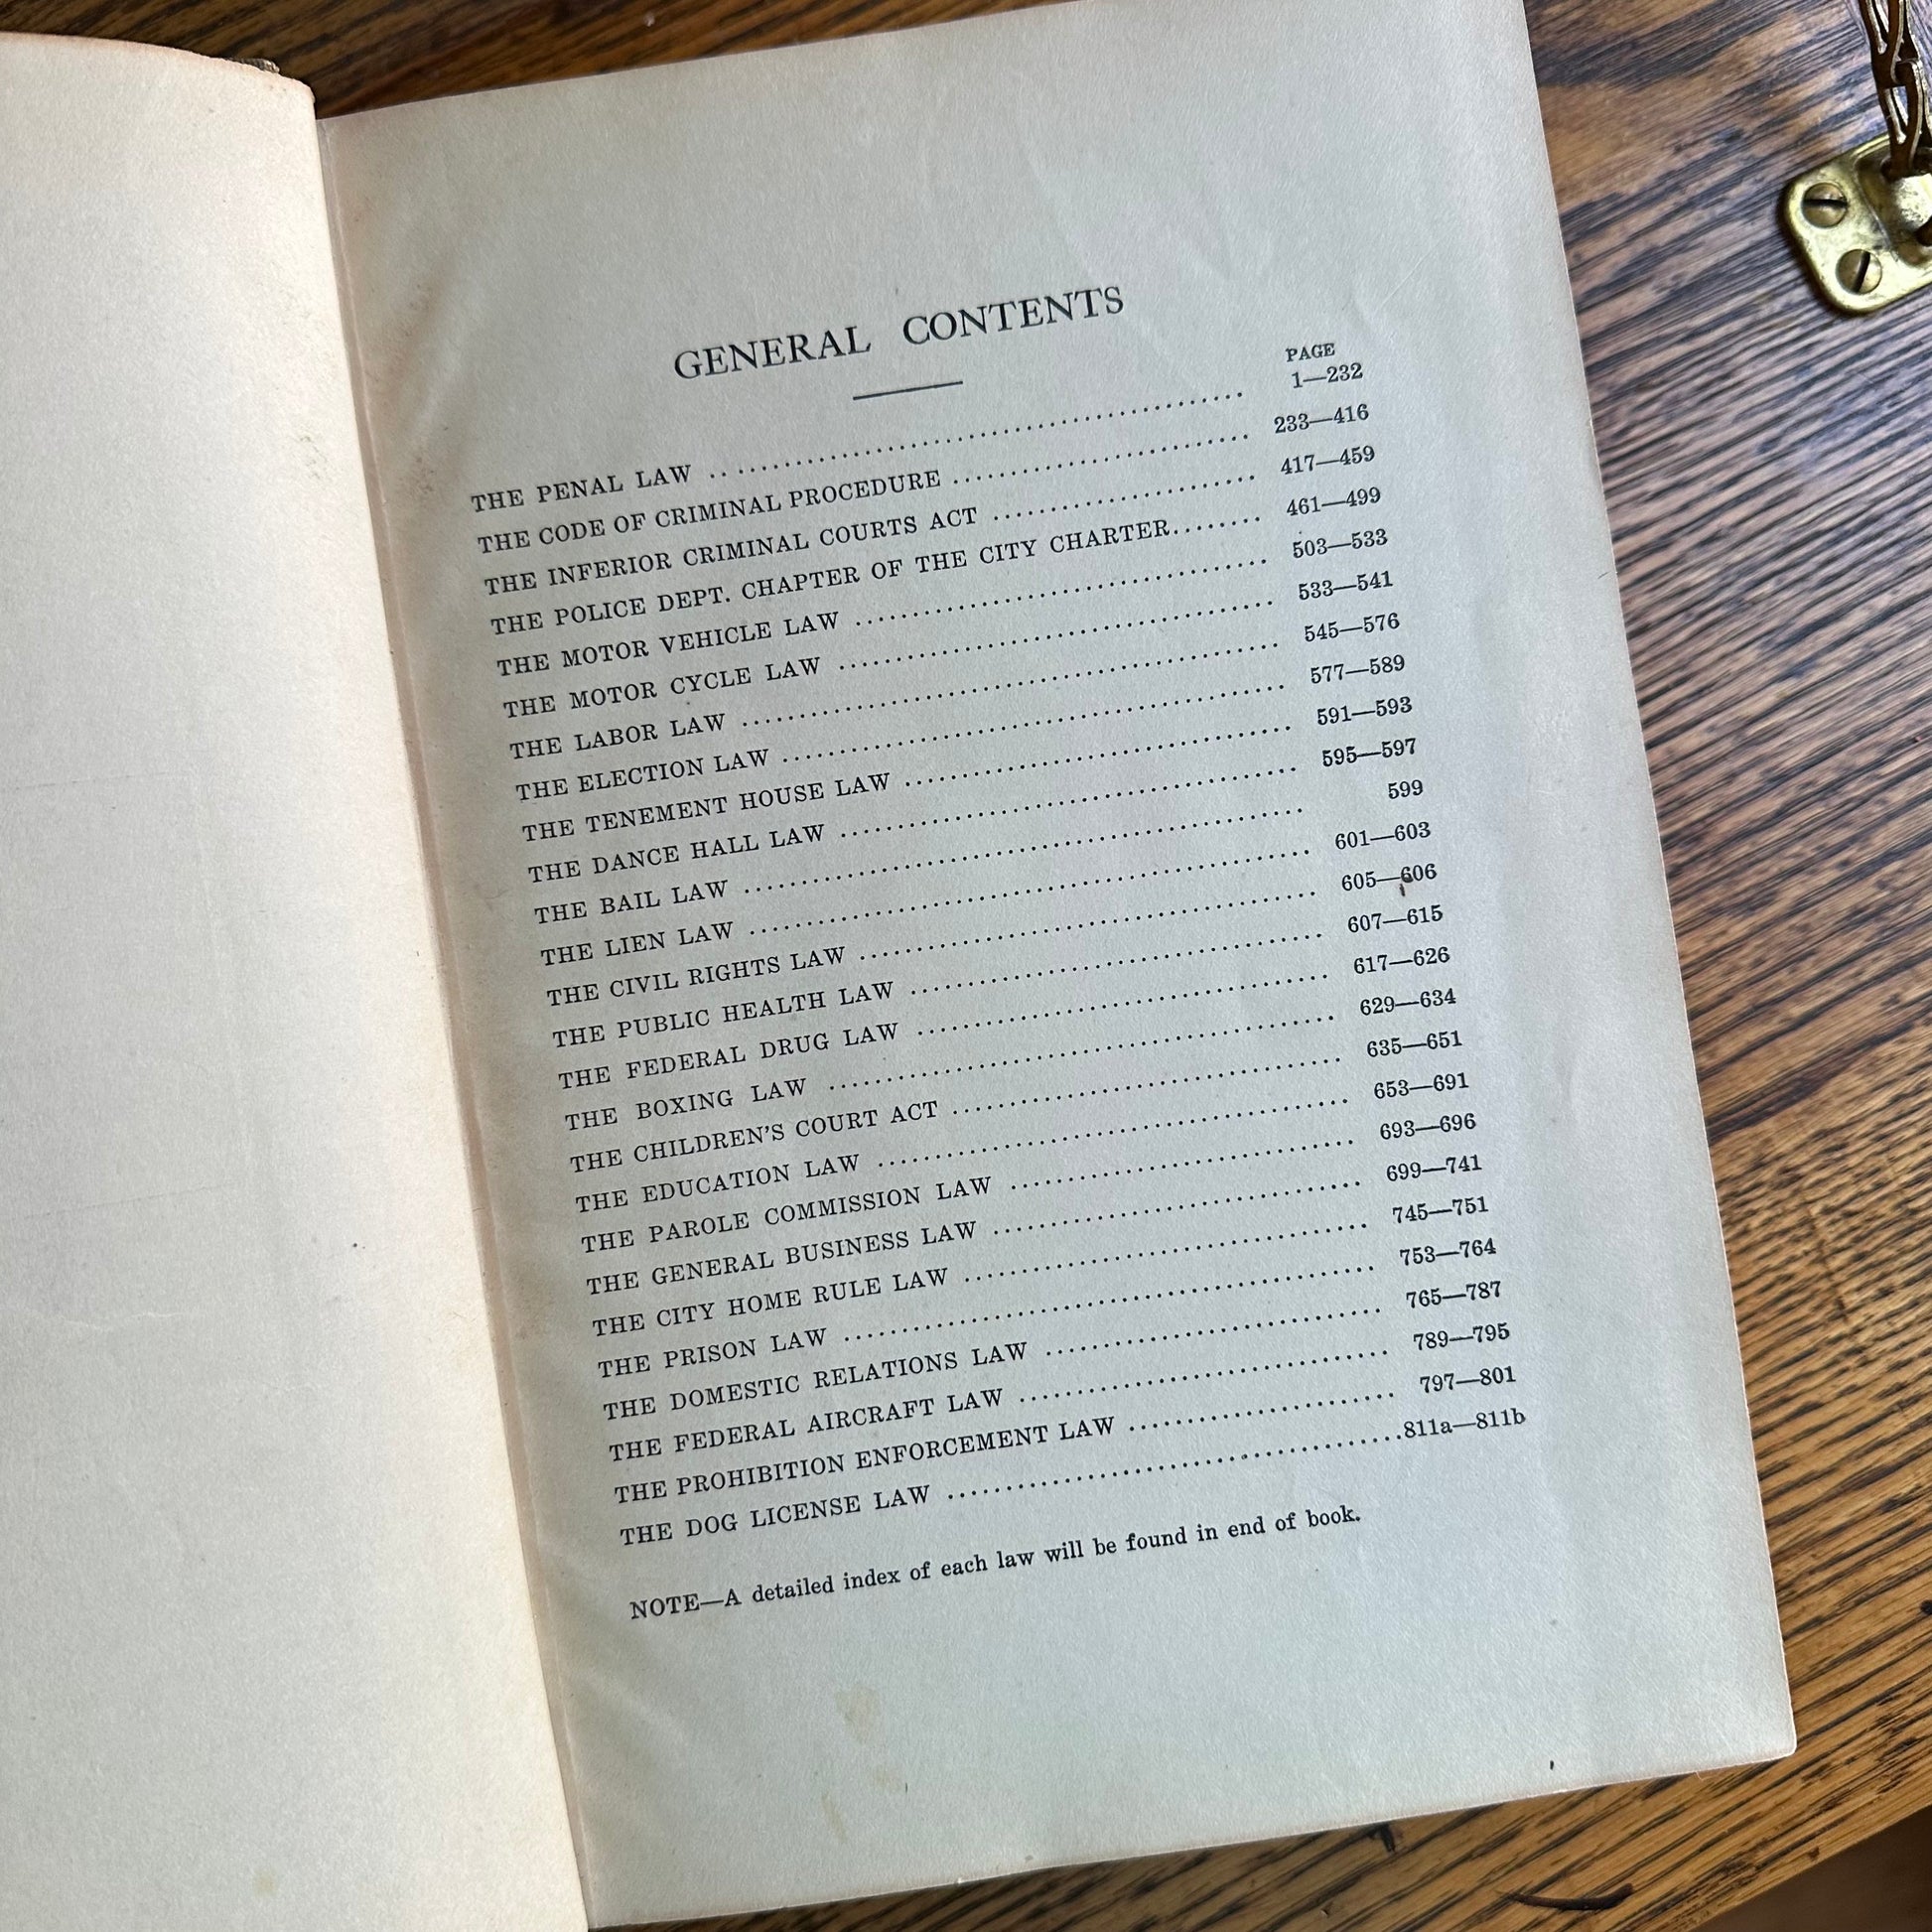 GENERAL CONTENTS
PAGE
THE PENAL LAW ........................ 1—232
THE CODE OF CRIMINAL PROCEDURE ........................ 233—416
THE INFERIOR CRIMINAL COURTS ACT ........................ 417—459
THE POLICE DEPT. CHAPTER OF THE CITY CHARTER........ 461—499
THE MOTOR VEHICLE LAW ........................ 503—533
THE MOTOR CYCLE LAW ........................ 533—541
THE LABOR LAW ........................ 545—576
THE ELECTION LAW ........................ 577—589
THE TENEMENT HOUSE LAW ........................ 591—593
THE DANCE HALL LAW ........................ 595—597
THE BAIL LAW ........................ 599
THE LIEN LAW ........................ 601—603
THE CIVIL RIGHTS LAW ........................ 605—606
THE PUBLIC HEALTH LAW ........................ 607—615
THE FEDERAL DRUG LAW ........................ 617—626
THE BOXING LAW ........................ 629—634
THE CHILDREN'S COURT ACT ........................ 635—651
THE EDUCATION LAW ........................ 653—691
THE PAROLE COMMISSION LAW ........................ 693—696
THE GENERAL BUSINESS LAW ........................ 699—741
THE CITY HOME RULE LAW ........................ 745—751
THE PRISON LAW ........................ 753—764
THE DOMESTIC RELATIONS LAW ........................ 765—787
THE FEDERAL AIRCRAFT LAW ........................ 789—795
THE PROHIBITION ENFORCEMENT LAW ........................ 797—801
THE DOG LICENSE LAW ........................811a—811b
NOTE—A detailed index of each law will be found in end of book.